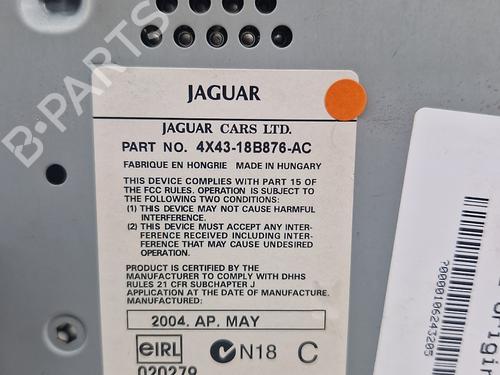 JAGUAR
JAGUAR CARS LTD.
PART NO. 4X43-18B876-AC
FABRIQUE EN HONGRIE MADE IN HUNGARY
THIS DEVICE COMPLIES WITH PART 15 OF
THE FCC RULES. OPERATION IS SUBJECT TO
THE FOLLOWING TWO CONDITIONS:
(1) THIS DEVICE MAY NOT CAUSE HARMFUL
INTERFERENCE.
(2) THIS DEVICE MUST ACCEPT ANY INTER-
FERENCE RECEIVED INCLUDING INTER-
FERENCE THAT MAY CAUSE UNDESIRED
OPERATION.
PRODUCT IS CERTIFIED BY THE
MANUFACTURER TO COMPLY WITH DHHS
RULES 21 CFR SUBCHAPTER J
APPLICATION AT THE DATE OF MANUFACTURE.
MANUFACTURED:
2004. AP. MAY
eIRL N18 C
020279
P00000106243205
B-PARTS